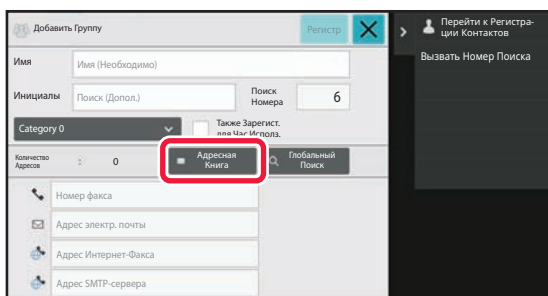 Добавить Группу
Регистр
Перейти к Регистра-
ции Контактов
Вызвать Номер Поиска
Имя
Имя (Необходимо)
Инициалы
Поиск (Допол.)
Поиск
Номера
6
Category 0
Также Зарегист.
для Час Исполз.
Количество
Адресов
:
0
Адресная
Книга
Глобальный
Поиск
Номер факса
Адрес электр. почты
Адрес Интернет-Факса
Адрес SMTP-сервера